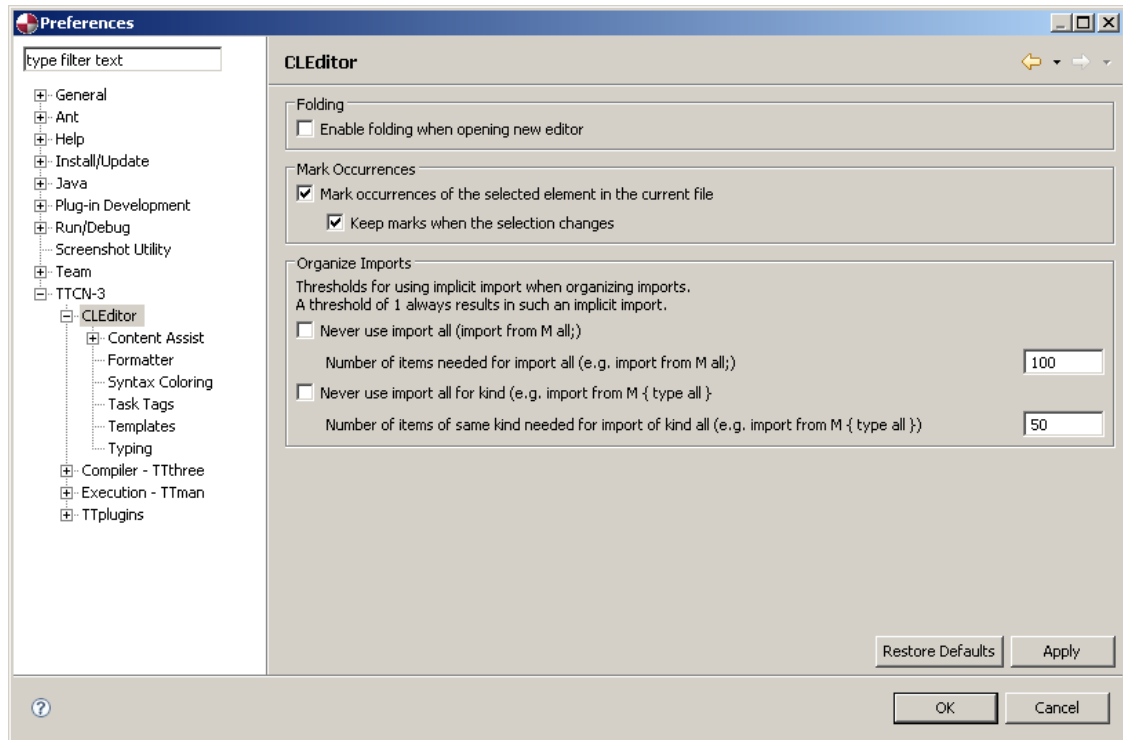 Preferences
type filter text
General
Ant
Help
Install/Update
Java
Plug-in Development
Run/Debug
Screenshot Utility
Team
TTCN-3
CLEditor
Content Assist
Formatter
Syntax Coloring
Task Tags
Templates
Typing
Compiler - TTthree
Execution - TTman
TTplugins
CLEditor
Folding
Enable folding when opening new editor
Mark Occurrences
Mark occurrences of the selected element in the current file
Keep marks when the selection changes
Organize Imports
Thresholds for using implicit import when organizing imports.
A threshold of 1 always results in such an implicit import.
Never use import all (import from M all;)
Number of items needed for import all (e.g. import from M all;) 100
Never use import all for kind (e.g. import from M { type all }
Number of items of same kind needed for import of kind all (e.g. import from M { type all }) 50
Restore Defaults Apply
? OK Cancel